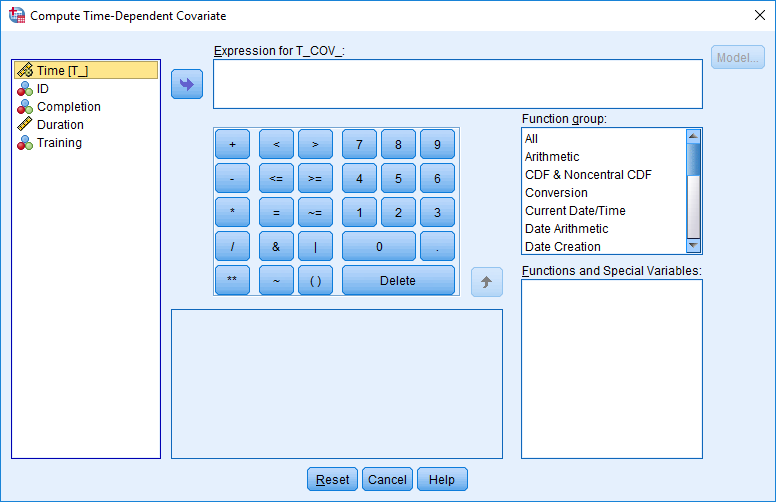 Compute Time-Dependent Covariate
Expression for T_COV_:
Model...
Time [T_]
ID
Completion
Duration
Training
+ < > 7 8 9
- <= >= 4 5 6
* = ~= 1 2 3
/ & | 0 .
** ~ ( ) Delete
Function group:
All
Arithmetic
CDF & Noncentral CDF
Conversion
Current Date/Time
Date Arithmetic
Date Creation
Functions and Special Variables:
Reset Cancel Help